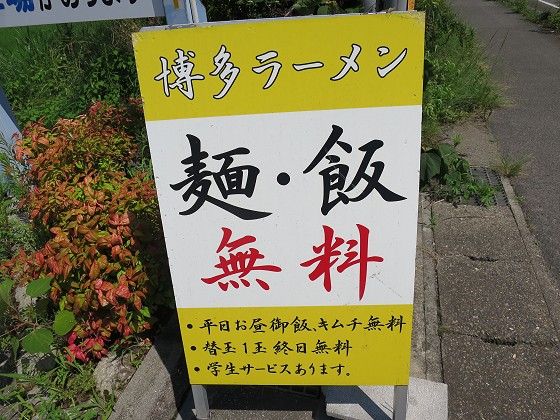 博多ラーメン
麺・飯
無料
・平日お昼御飯、キムチ無料
・替玉1玉終日無料
・学生サービスあります。